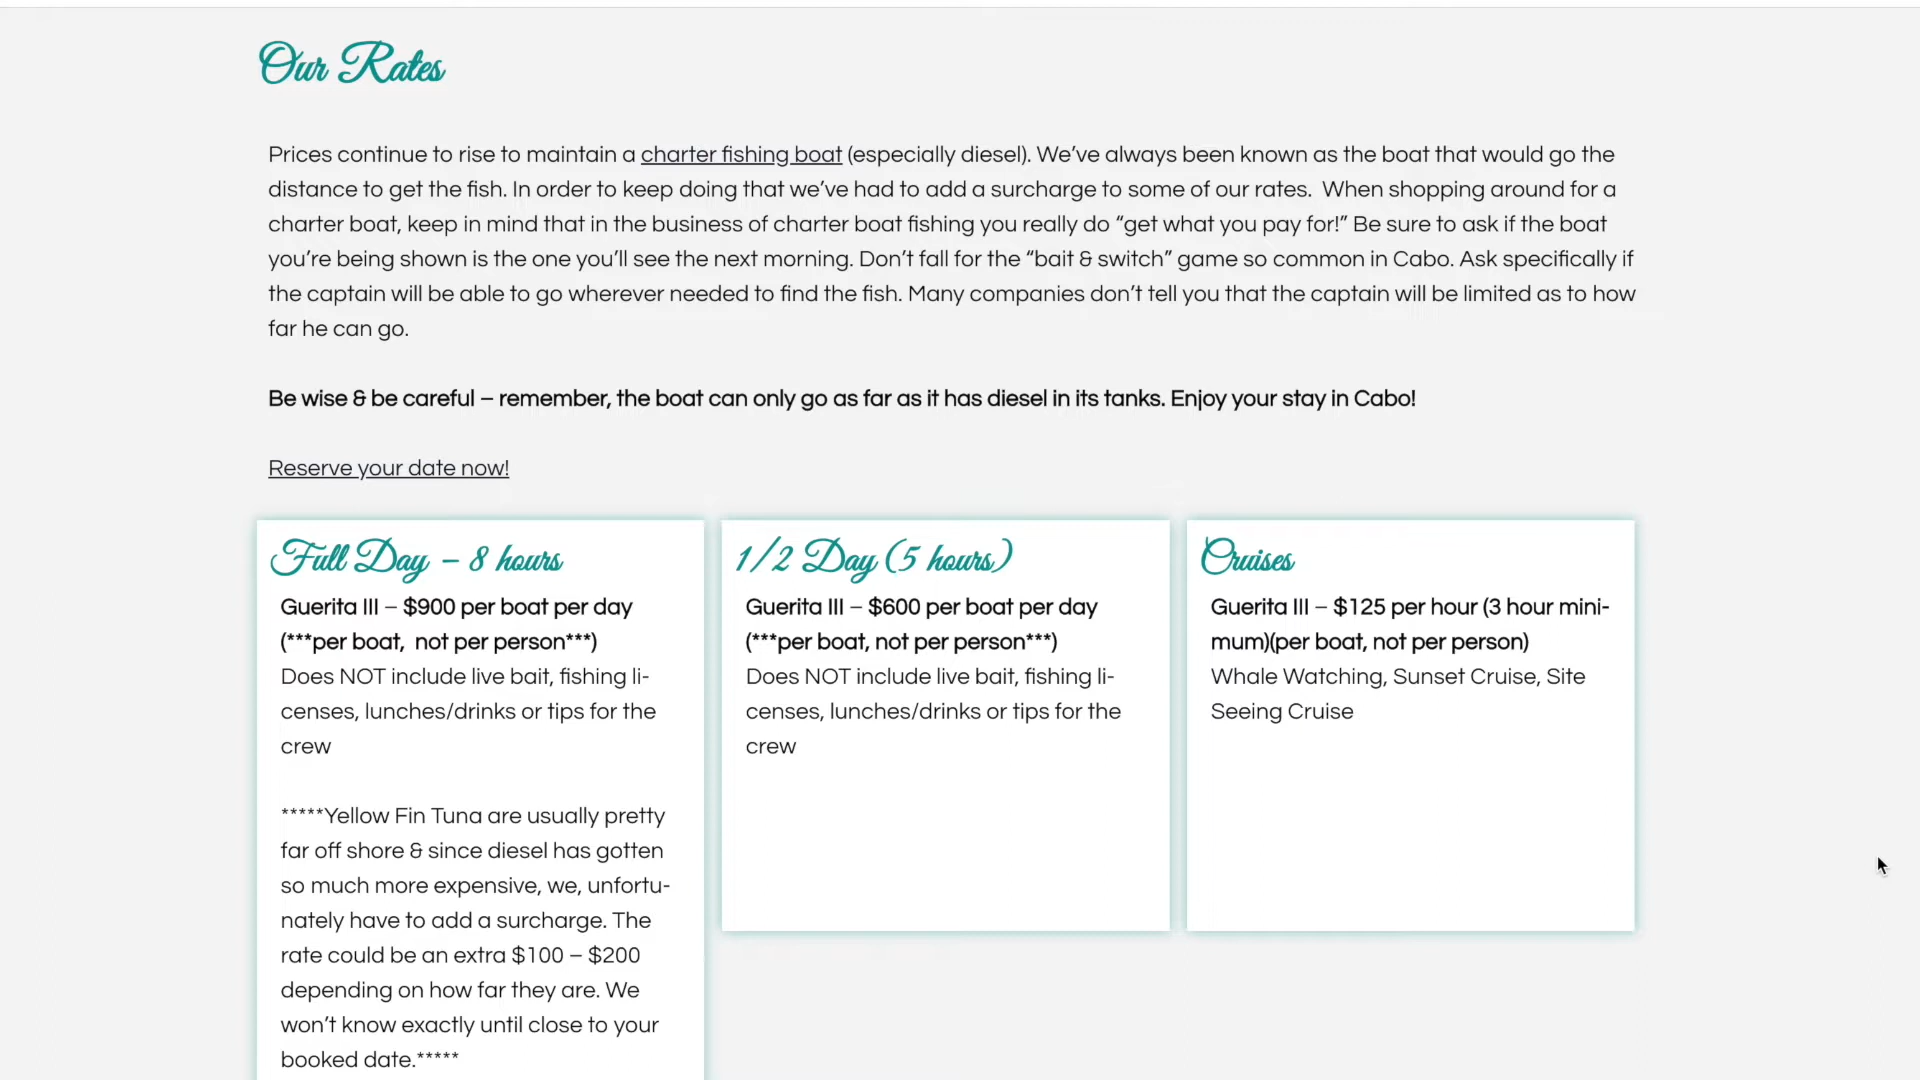 Our Rates
Prices continue to rise to maintain a charter fishing boat (especially diesel). We’ve always been known as the boat that would go the
distance to get the fish. In order to keep doing that we’ve had to add a surcharge to some of our rates.  When shopping around for a
charter boat, keep in mind that in the business of charter boat fishing you really do “get what you pay for!” Be sure to ask if the boat
you’re being shown is the one you’ll see the next morning. Don’t fall for the “bait & switch” game so common in Cabo. Ask specifically if
the captain will be able to go wherever needed to find the fish. Many companies don’t tell you that the captain will be limited as to how
far he can go.
Be wise & be careful – remember, the boat can only go as far as it has diesel in its tanks. Enjoy your stay in Cabo!
Reserve your date now!
Full Day – 8 hours
Guerita III – $900 per boat per day
(***per boat,  not per person***)
Does NOT include live bait, fishing li-
censes, lunches/drinks or tips for the
crew
*****Yellow Fin Tuna are usually pretty
far off shore & since diesel has gotten
so much more expensive, we, unfortu-
nately have to add a surcharge. The
rate could be an extra $100 – $200
depending on how far they are. We
won’t know exactly until close to your
booked date.*****
1/2 Day (5 hours)
Guerita III – $600 per boat per day
(***per boat, not per person***)
Does NOT include live bait, fishing li-
censes, lunches/drinks or tips for the
crew
Cruises
Guerita III – $125 per hour (3 hour mini-
mum)(per boat, not per person)
Whale Watching, Sunset Cruise, Site
Seeing Cruise